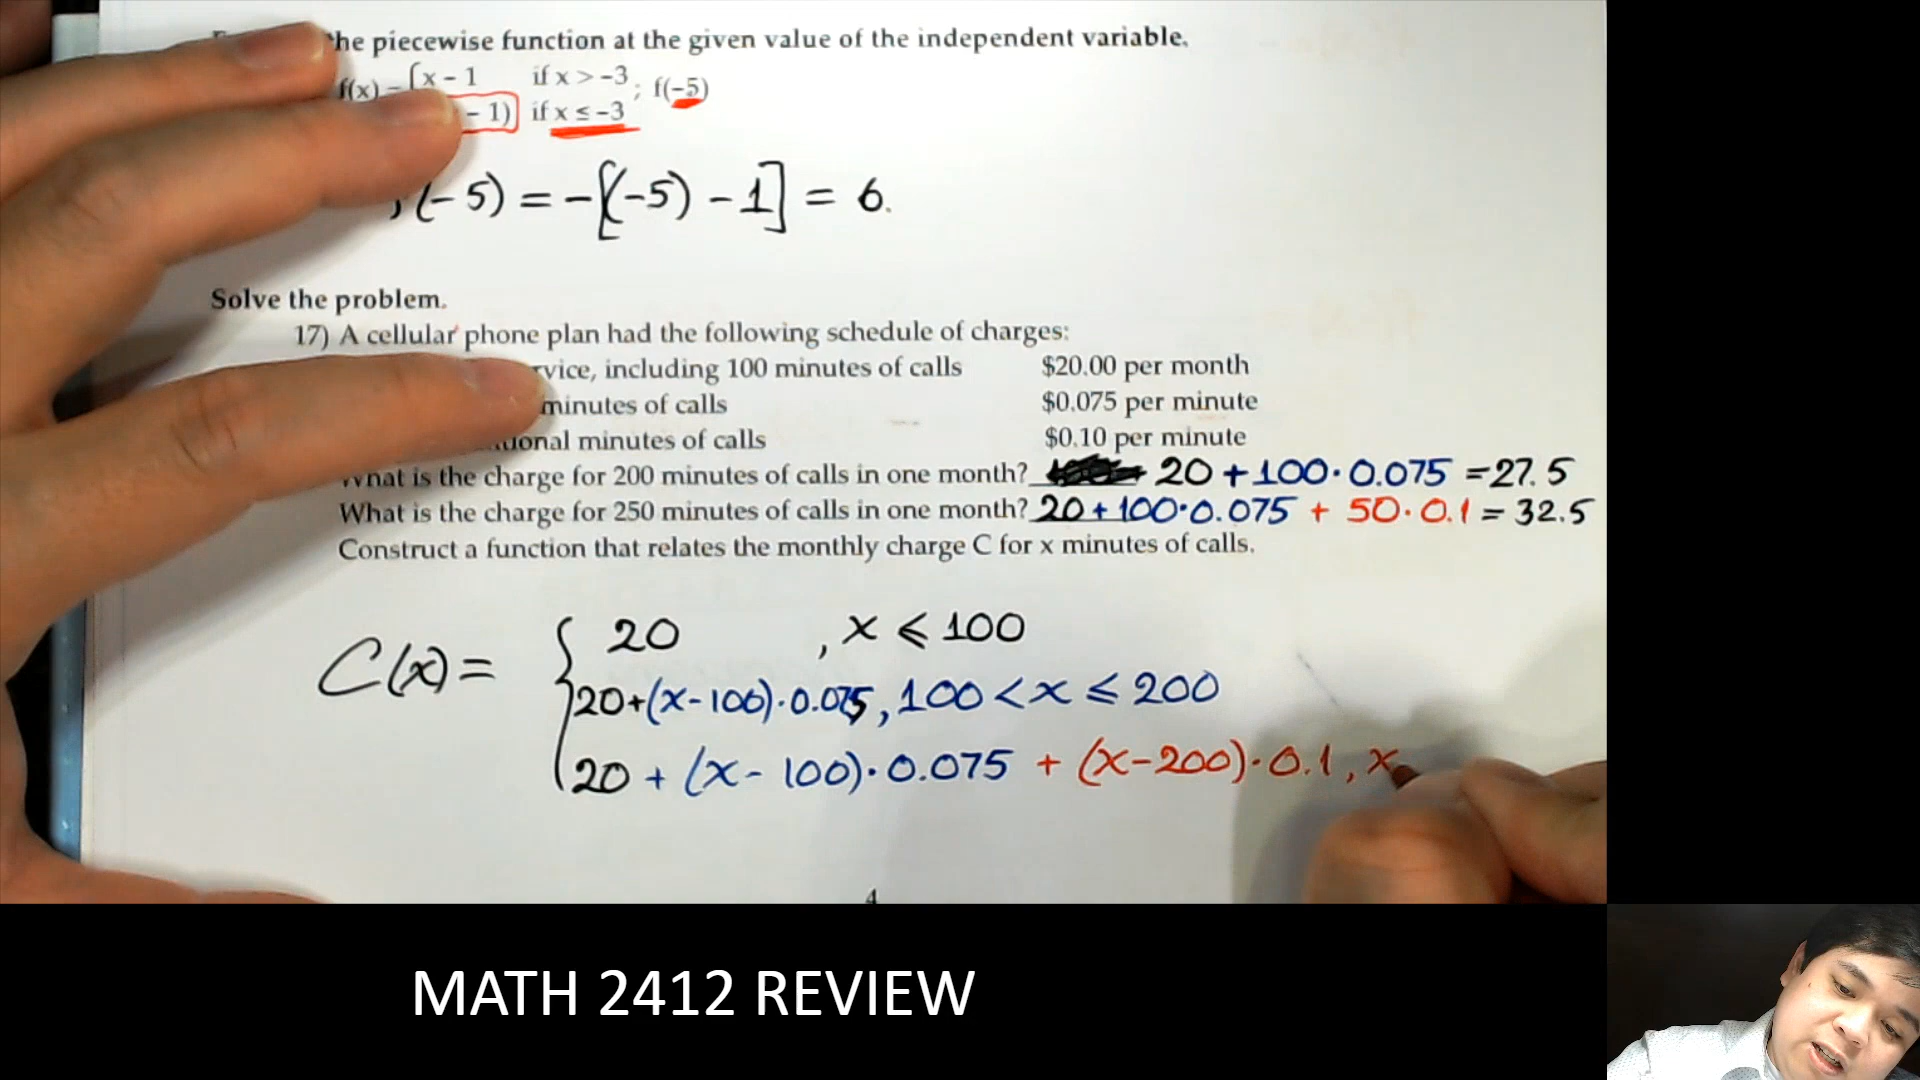 the piecewise function at the given value of the independent variable.
f(x) = { x - 1 if x > -3 ; f(-5)
- 1) if x ≤ -3
(-5) = -[(-5) - 1] = 6.
Solve the problem.
17) A cellular phone plan had the following schedule of charges:
including 100 minutes of calls $20.00 per month
minutes of calls $0.075 per minute
minutes of calls $0.10 per minute
What is the charge for 200 minutes of calls in one month? 20 + 100 · 0.075 = 27.5
What is the charge for 250 minutes of calls in one month? 20 + 100 · 0.075 + 50 · 0.1 = 32.5
Construct a function that relates the monthly charge C for x minutes of calls.
C(x) = { 20 , x ≤ 100
20 + (x - 100) · 0.075 , 100 < x ≤ 200
20 + (x - 100) · 0.075 + (x - 200) · 0.1 , x
4
MATH 2412 REVIEW